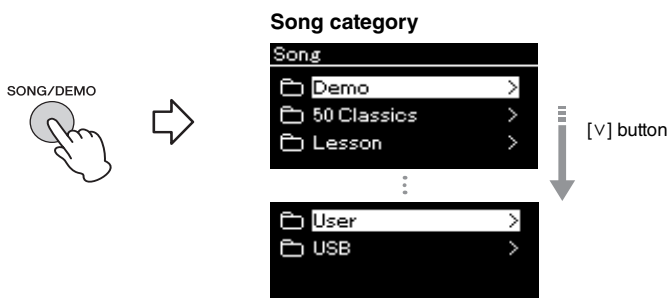 Song category
Song
SONG/DEMO
Demo >
50 Classics >
Lesson >
[∨] button
User >
USB >